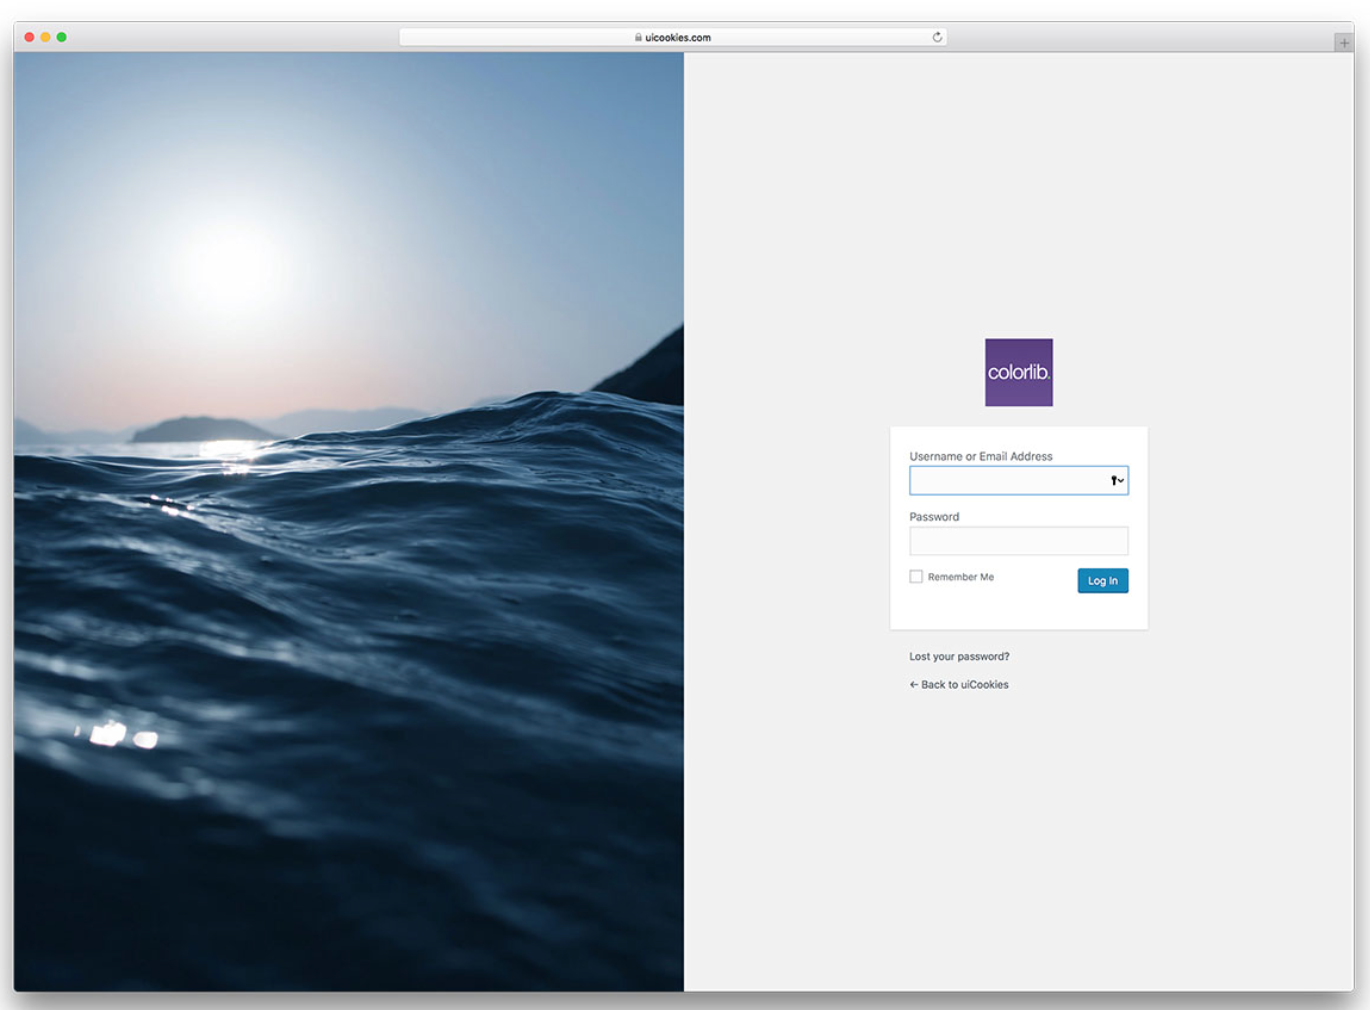 uicookies.com
colorlib.
Username or Email Address
Password
Remember Me
Log In
Lost your password?
← Back to uiCookies